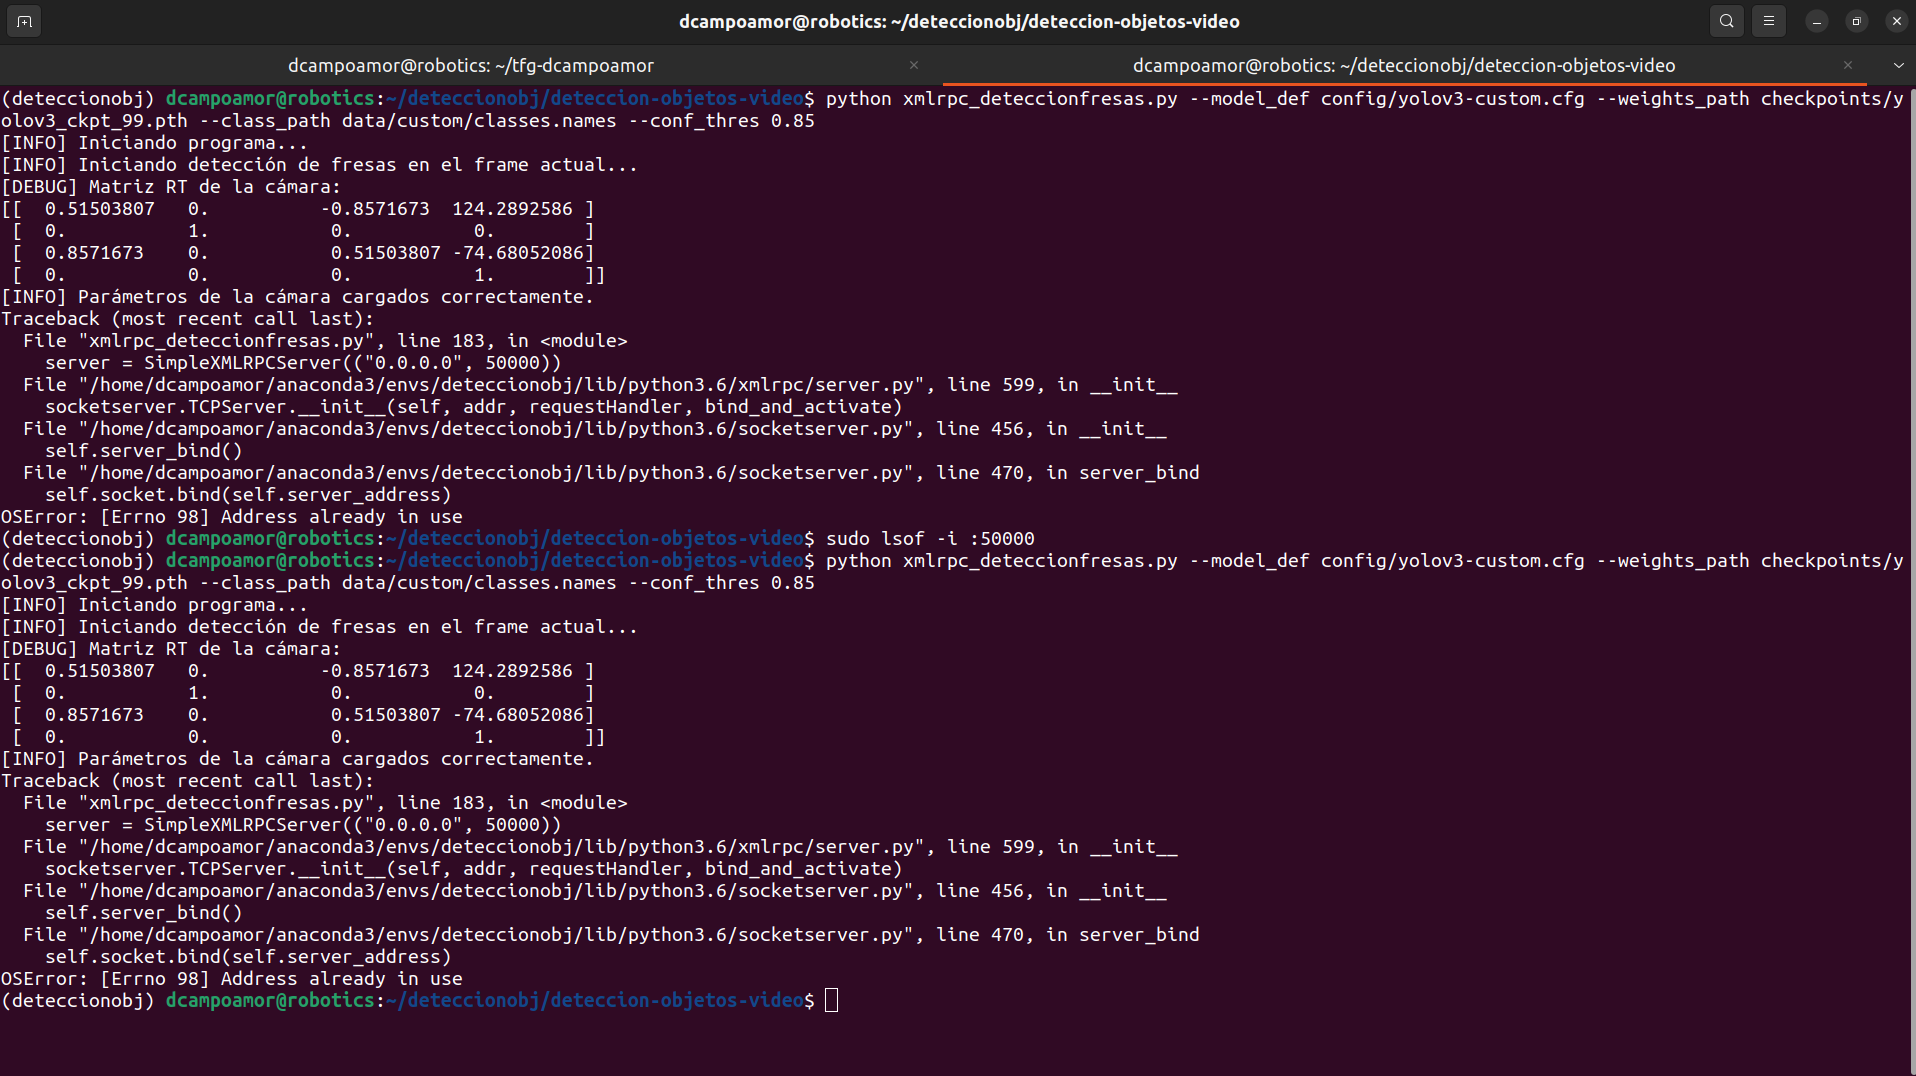 dcampoamor@robotics: ~/deteccionobj/deteccion-objetos-video
dcampoamor@robotics: ~/tfg-dcampoamor
dcampoamor@robotics: ~/deteccionobj/deteccion-objetos-video
(deteccionobj) dcampoamor@robotics:~/deteccionobj/deteccion-objetos-video$ python xmlrpc_deteccionfresas.py --model_def config/yolov3-custom.cfg --weights_path checkpoints/y
olov3_ckpt_99.pth --class_path data/custom/classes.names --conf_thres 0.85
[INFO] Iniciando programa...
[INFO] Iniciando detección de fresas en el frame actual...
[DEBUG] Matriz RT de la cámara:
[[  0.51503807   0.          -0.8571673  124.2892586 ]
 [  0.           1.           0.           0.        ]
 [  0.8571673    0.           0.51503807 -74.68052086]
 [  0.           0.           0.           1.        ]]
[INFO] Parámetros de la cámara cargados correctamente.
Traceback (most recent call last):
  File "xmlrpc_deteccionfresas.py", line 183, in <module>
    server = SimpleXMLRPCServer(("0.0.0.0", 50000))
  File "/home/dcampoamor/anaconda3/envs/deteccionobj/lib/python3.6/xmlrpc/server.py", line 599, in __init__
    socketserver.TCPServer.__init__(self, addr, requestHandler, bind_and_activate)
  File "/home/dcampoamor/anaconda3/envs/deteccionobj/lib/python3.6/socketserver.py", line 456, in __init__
    self.server_bind()
  File "/home/dcampoamor/anaconda3/envs/deteccionobj/lib/python3.6/socketserver.py", line 470, in server_bind
    self.socket.bind(self.server_address)
OSError: [Errno 98] Address already in use
(deteccionobj) dcampoamor@robotics:~/deteccionobj/deteccion-objetos-video$ sudo lsof -i :50000
(deteccionobj) dcampoamor@robotics:~/deteccionobj/deteccion-objetos-video$ python xmlrpc_deteccionfresas.py --model_def config/yolov3-custom.cfg --weights_path checkpoints/y
olov3_ckpt_99.pth --class_path data/custom/classes.names --conf_thres 0.85
[INFO] Iniciando programa...
[INFO] Iniciando detección de fresas en el frame actual...
[DEBUG] Matriz RT de la cámara:
[[  0.51503807   0.          -0.8571673  124.2892586 ]
 [  0.           1.           0.           0.        ]
 [  0.8571673    0.           0.51503807 -74.68052086]
 [  0.           0.           0.           1.        ]]
[INFO] Parámetros de la cámara cargados correctamente.
Traceback (most recent call last):
  File "xmlrpc_deteccionfresas.py", line 183, in <module>
    server = SimpleXMLRPCServer(("0.0.0.0", 50000))
  File "/home/dcampoamor/anaconda3/envs/deteccionobj/lib/python3.6/xmlrpc/server.py", line 599, in __init__
    socketserver.TCPServer.__init__(self, addr, requestHandler, bind_and_activate)
  File "/home/dcampoamor/anaconda3/envs/deteccionobj/lib/python3.6/socketserver.py", line 456, in __init__
    self.server_bind()
  File "/home/dcampoamor/anaconda3/envs/deteccionobj/lib/python3.6/socketserver.py", line 470, in server_bind
    self.socket.bind(self.server_address)
OSError: [Errno 98] Address already in use
(deteccionobj) dcampoamor@robotics:~/deteccionobj/deteccion-objetos-video$